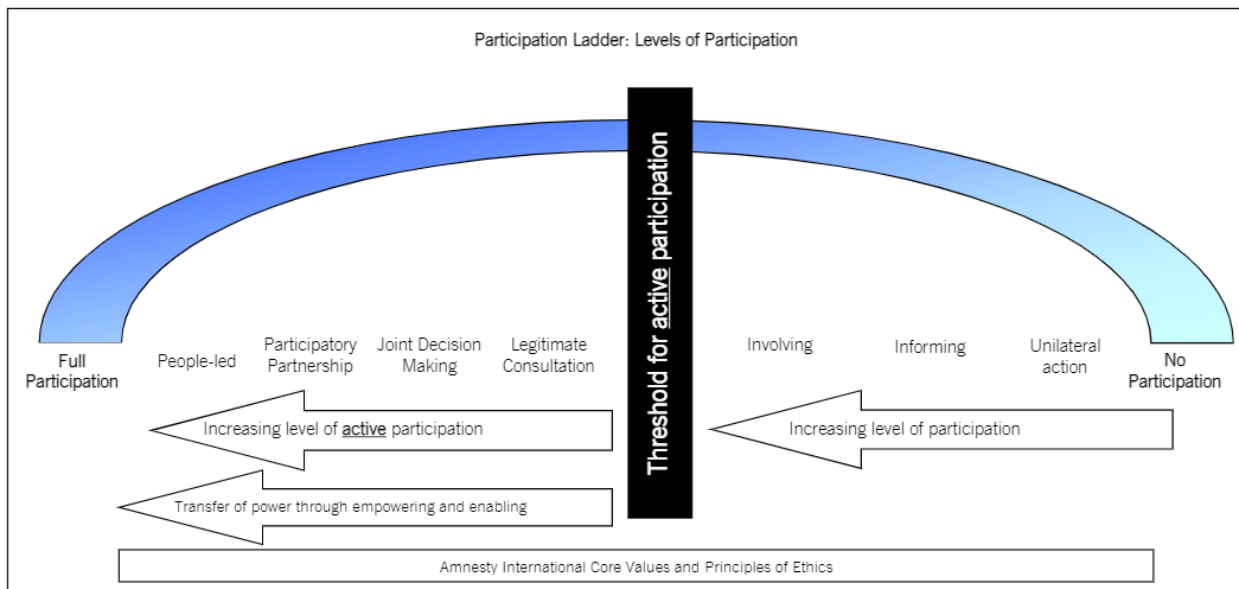 Participation Ladder: Levels of Participation
Threshold for active participation
Full
Participation
People-led
Participatory
Partnership
Joint Decision
Making
Legitimate
Consultation
Involving
Informing
Unilateral
action
No
Participation
Increasing level of active participation
Increasing level of participation
Transfer of power through empowering and enabling
Amnesty International Core Values and Principles of Ethics